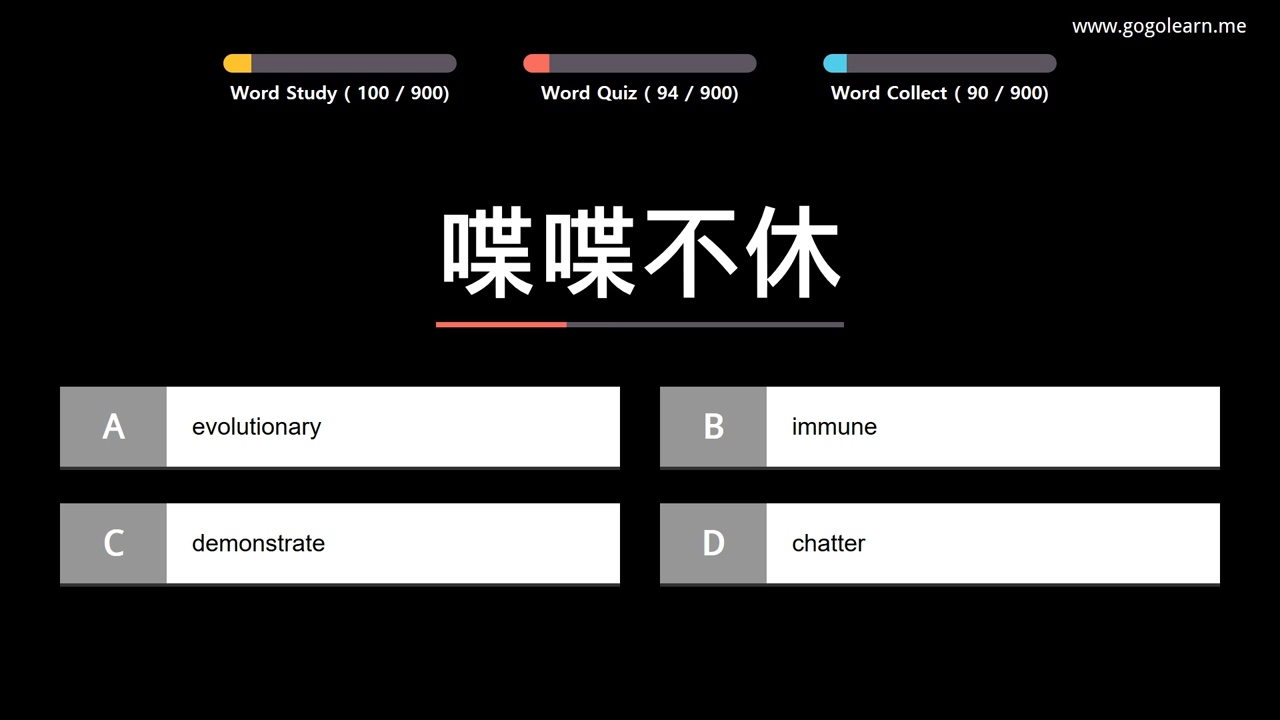 www.gogolearn.me
Word Study ( 100 / 900)
Word Quiz ( 94 / 900)
Word Collect ( 90 / 900)
喋喋不休
A evolutionary
B immune
C demonstrate
D chatter